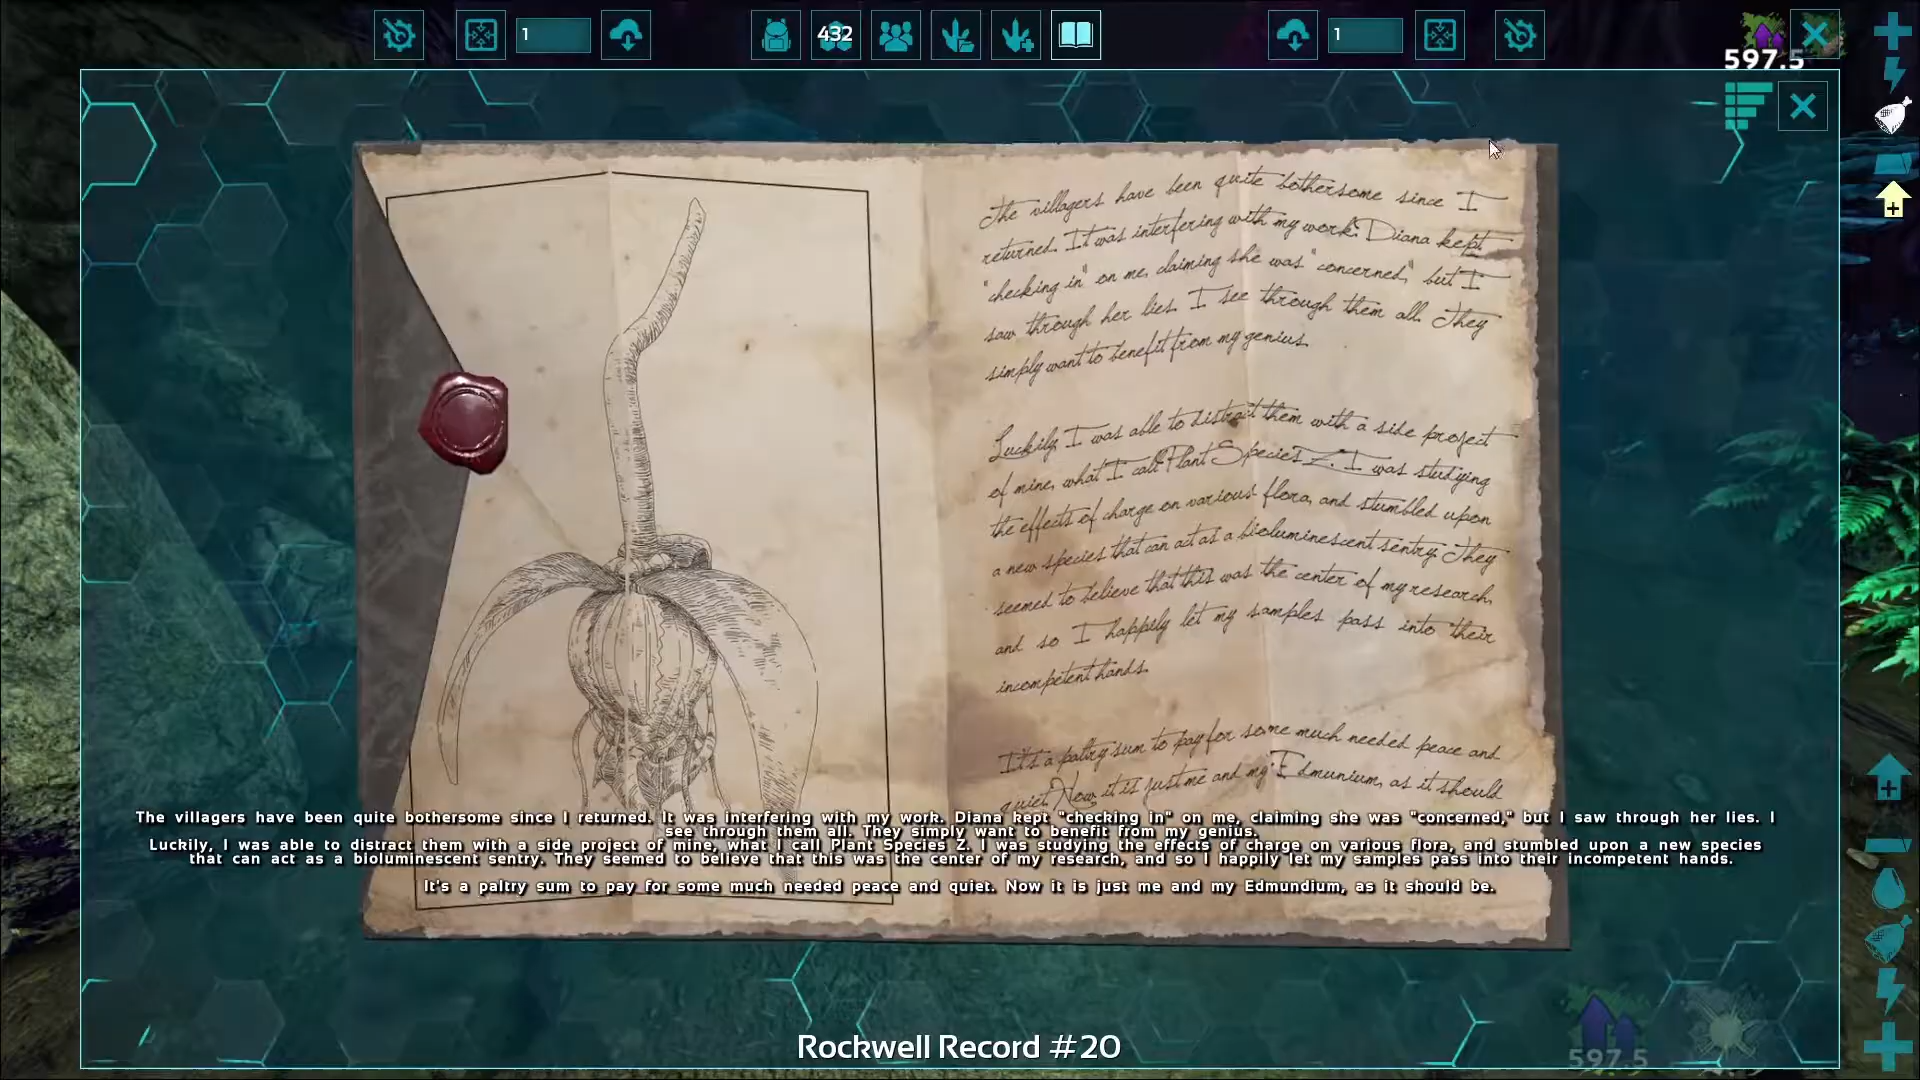 1
432
1
597.5
The villagers have been quite bothersome since I
returned. It was interfering with my work. Diana kept
"checking in" on me, claiming she was "concerned," but I
saw through her lies. I see through them all. They
simply want to benefit from my genius.
Luckily, I was able to distract them with a side project
of mine, what I call Plant Species Z. I was studying
the effects of charge on various flora, and stumbled upon
a new species that can act as a bioluminescent sentry. They
seemed to believe that this was the center of my research,
and so I happily let my samples pass into their
incompetent hands.
It's a paltry sum to pay for some much needed peace and
quiet. Now it is just me and my Edmunium, as it should
The villagers have been quite bothersome since I returned. It was interfering with my work. Diana kept "checking in" on me, claiming she was "concerned," but I saw through her lies. I
see through them all. They simply want to benefit from my genius.
Luckily, I was able to distract them with a side project of mine, what I call Plant Species Z. I was studying the effects of charge on various flora, and stumbled upon a new species
that can act as a bioluminescent sentry. They seemed to believe that this was the center of my research, and so I happily let my samples pass into their incompetent hands.
It's a paltry sum to pay for some much needed peace and quiet. Now it is just me and my Edmundium, as it should be.
Rockwell Record #20
597.5